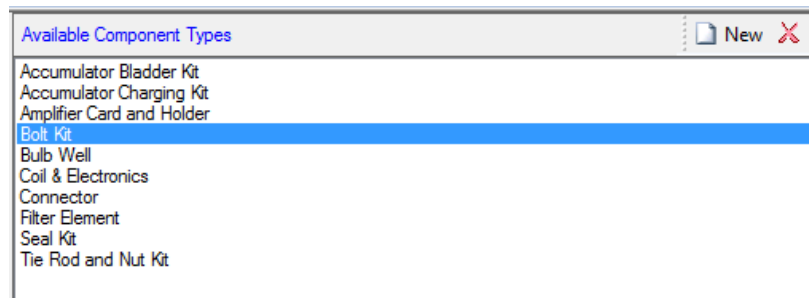 Available Component Types
New
Accumulator Bladder Kit
Accumulator Charging Kit
Amplifier Card and Holder
Bolt Kit
Bulb Well
Coil & Electronics
Connector
Filter Element
Seal Kit
Tie Rod and Nut Kit